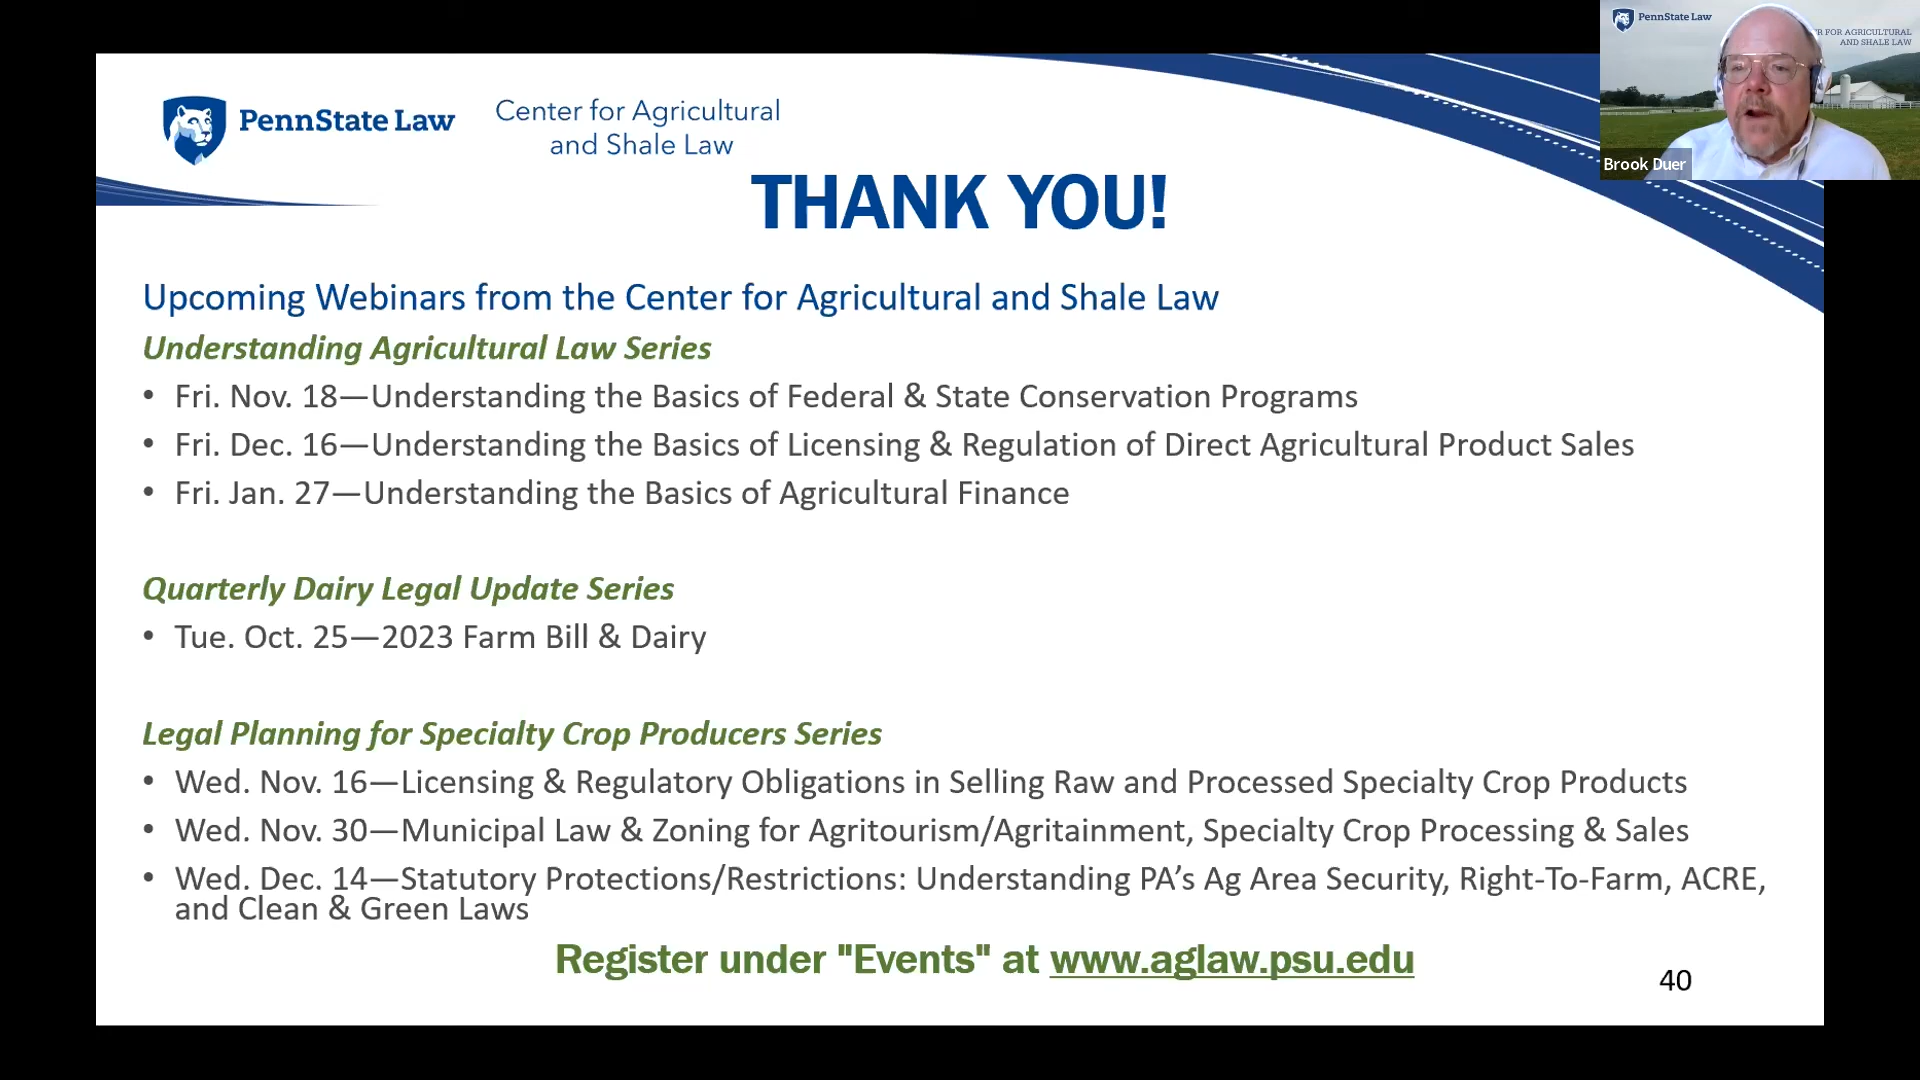 PennState Law
Center for Agricultural
and Shale Law
PennState Law
R FOR AGRICULTURAL
AND SHALE LAW
Brook Duer
THANK YOU!
Upcoming Webinars from the Center for Agricultural and Shale Law
Understanding Agricultural Law Series
• Fri. Nov. 18—Understanding the Basics of Federal & State Conservation Programs
• Fri. Dec. 16—Understanding the Basics of Licensing & Regulation of Direct Agricultural Product Sales
• Fri. Jan. 27—Understanding the Basics of Agricultural Finance
Quarterly Dairy Legal Update Series
• Tue. Oct. 25—2023 Farm Bill & Dairy
Legal Planning for Specialty Crop Producers Series
• Wed. Nov. 16—Licensing & Regulatory Obligations in Selling Raw and Processed Specialty Crop Products
• Wed. Nov. 30—Municipal Law & Zoning for Agritourism/Agritainment, Specialty Crop Processing & Sales
• Wed. Dec. 14—Statutory Protections/Restrictions: Understanding PA’s Ag Area Security, Right-To-Farm, ACRE,
and Clean & Green Laws
Register under "Events" at www.aglaw.psu.edu
40